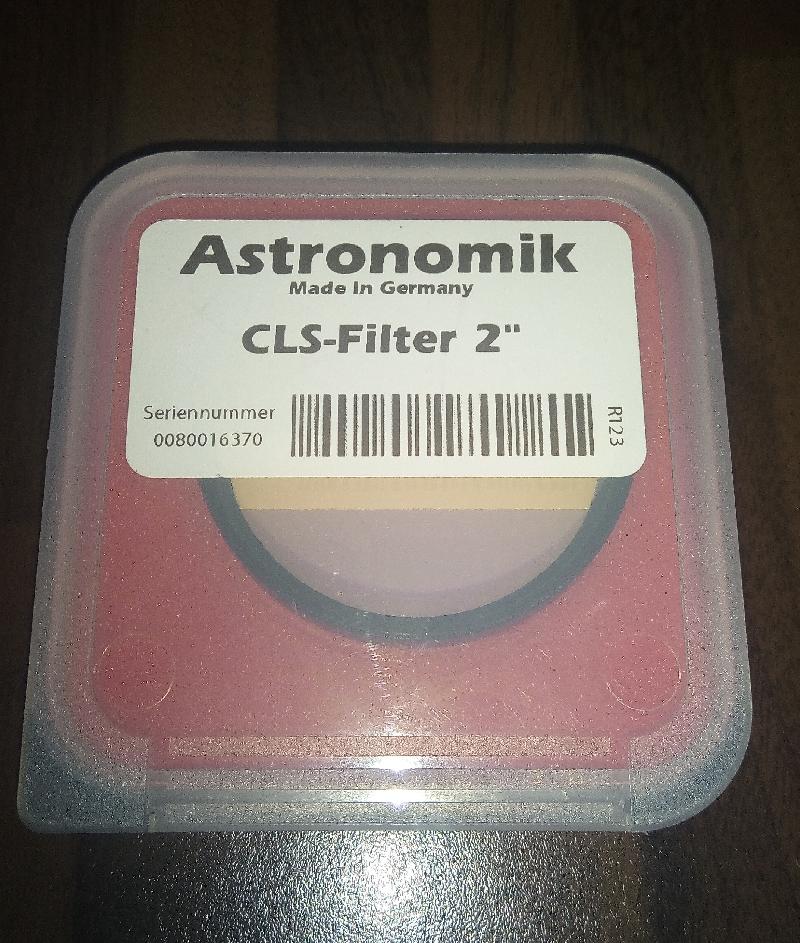 Astronomik
Made In Germany
CLS-Filter 2"
Seriennummer
0080016370
R123